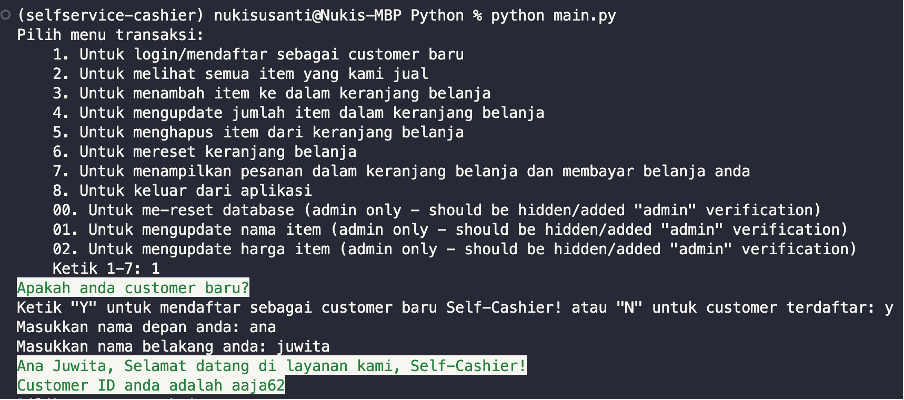 (selfservice-cashier) nukisusanti@Nukis-MBP Python % python main.py
Pilih menu transaksi:
1. Untuk login/mendaftar sebagai customer baru
2. Untuk melihat semua item yang kami jual
3. Untuk menambah item ke dalam keranjang belanja
4. Untuk mengupdate jumlah item dalam keranjang belanja
5. Untuk menghapus item dari keranjang belanja
6. Untuk mereset keranjang belanja
7. Untuk menampilkan pesanan dalam keranjang belanja dan membayar belanja anda
8. Untuk keluar dari aplikasi
00. Untuk me-reset database (admin only - should be hidden/added "admin" verification)
01. Untuk mengupdate nama item (admin only - should be hidden/added "admin" verification)
02. Untuk mengupdate harga item (admin only - should be hidden/added "admin" verification)
Ketik 1-7: 1
Apakah anda customer baru?
Ketik "Y" untuk mendaftar sebagai customer baru Self-Cashier! atau "N" untuk customer terdaftar: y
Masukkan nama depan anda: ana
Masukkan nama belakang anda: juwita
Ana Juwita, Selamat datang di layanan kami, Self-Cashier!
Customer ID anda adalah aaja62